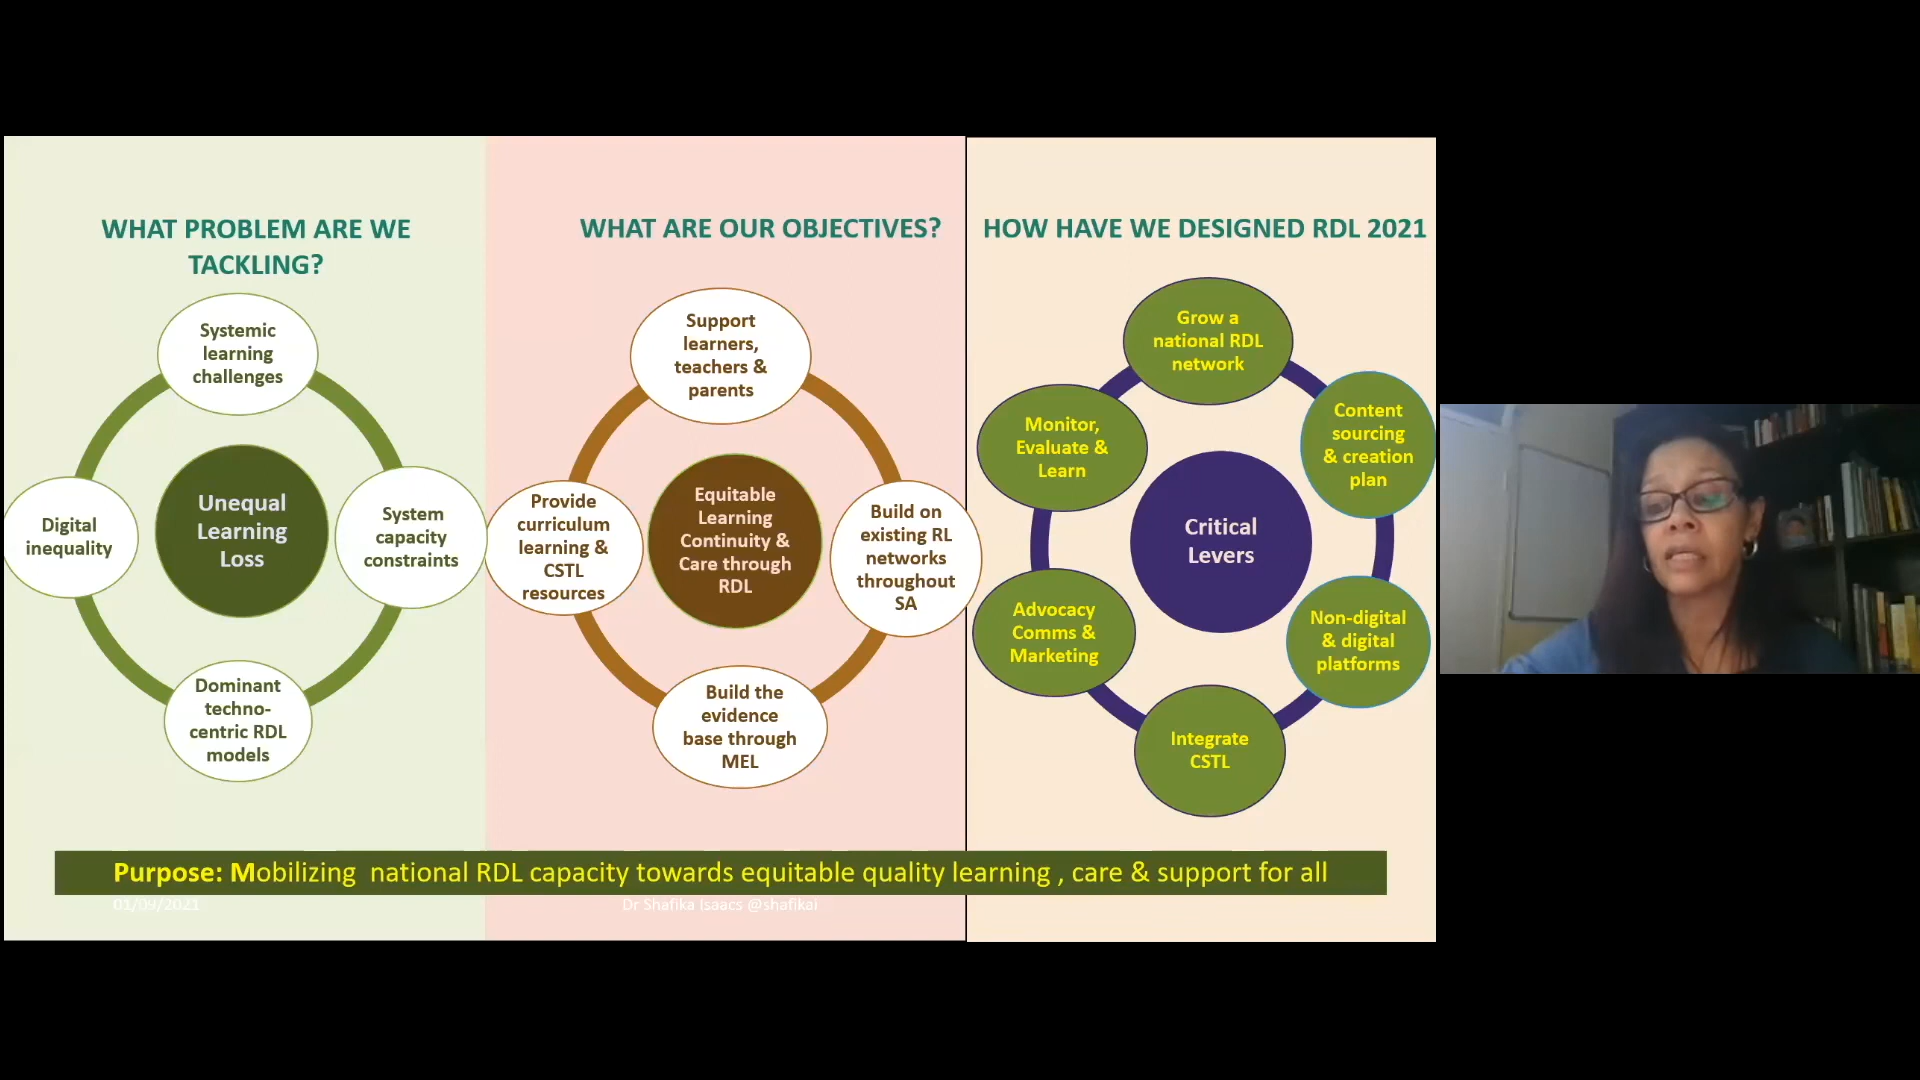 WHAT PROBLEM ARE WE
TACKLING?
Systemic
learning
challenges
Digital
inequality
Unequal
Learning
Loss
System
capacity
constraints
Dominant
techno-
centric RDL
models
WHAT ARE OUR OBJECTIVES?
Support
learners,
teachers &
parents
Provide
curriculum
learning &
CSTL
resources
Equitable
Learning
Continuity &
Care through
RDL
Build on
existing RL
networks
throughout
SA
Build the
evidence
base through
MEL
HOW HAVE WE DESIGNED RDL 2021
Grow a
national RDL
network
Monitor,
Evaluate &
Learn
Content
sourcing
& creation
plan
Critical
Levers
Advocacy
Comms &
Marketing
Non-digital
& digital
platforms
Integrate
CSTL
Purpose: Mobilizing national RDL capacity towards equitable quality learning , care & support for all
01/09/2021
Dr Shafika Isaacs @shafikai